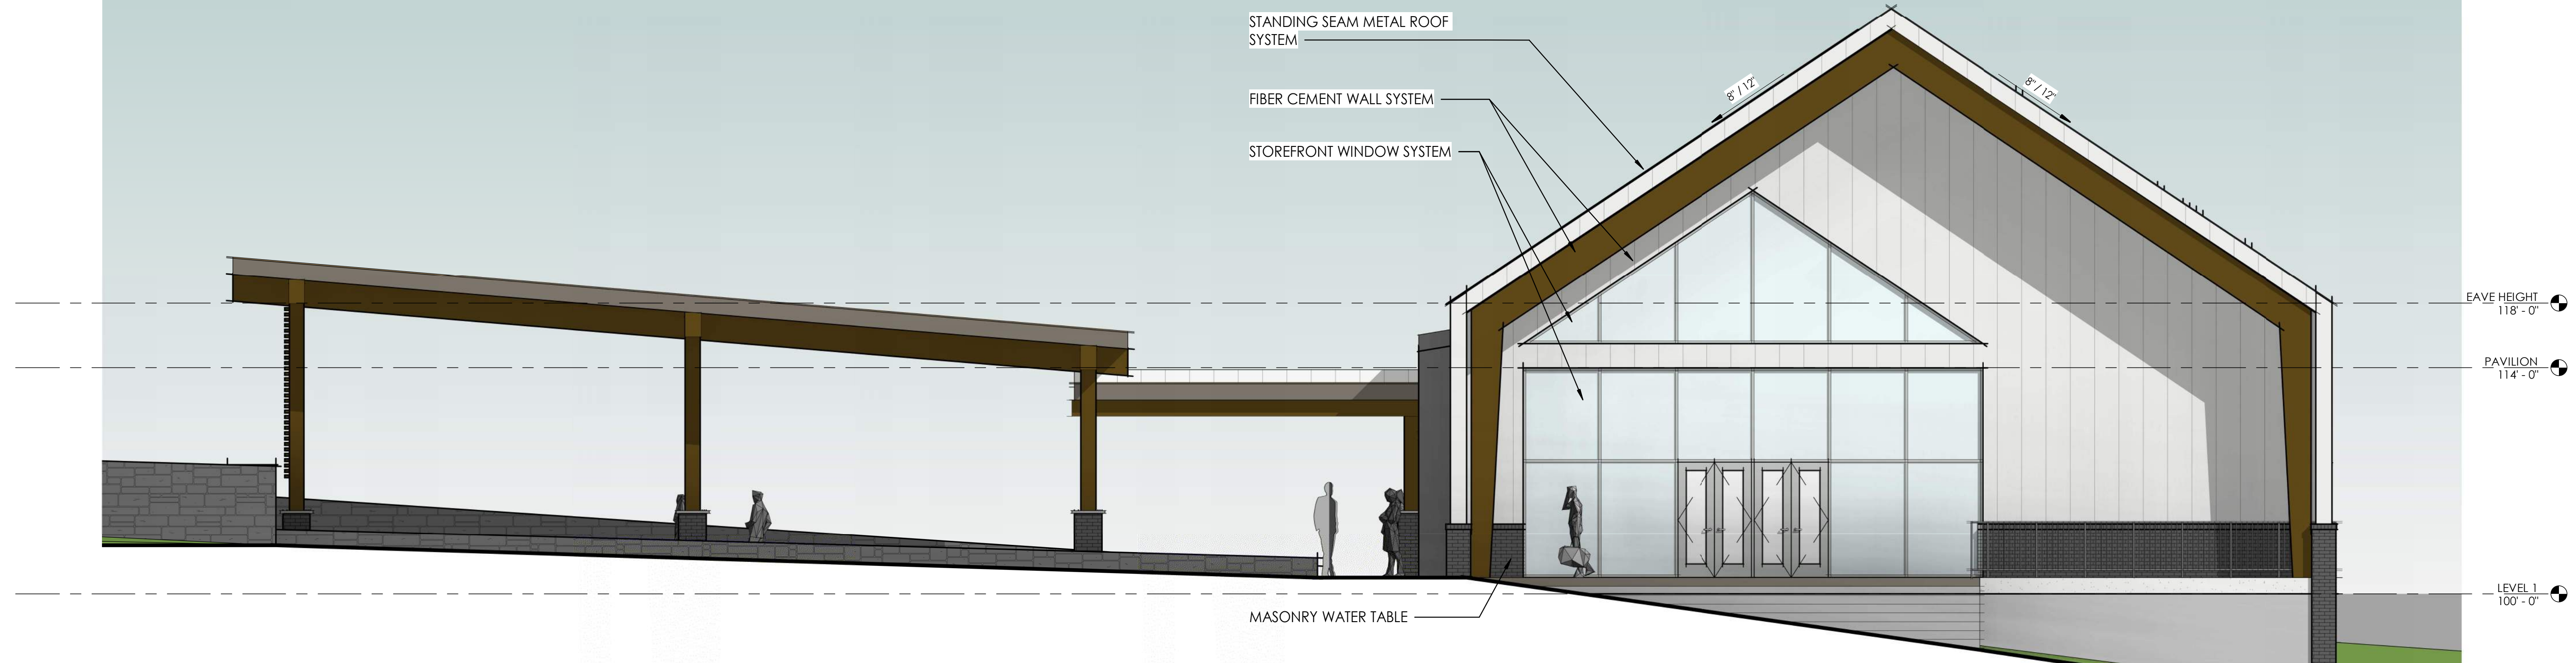 STANDING SEAM METAL ROOF
SYSTEM
8" / 12"
8" / 12"
FIBER CEMENT WALL SYSTEM
STOREFRONT WINDOW SYSTEM
EAVE HEIGHT
118' - 0"
PAVILION
114' - 0"
LEVEL 1
100' - 0"
MASONRY WATER TABLE